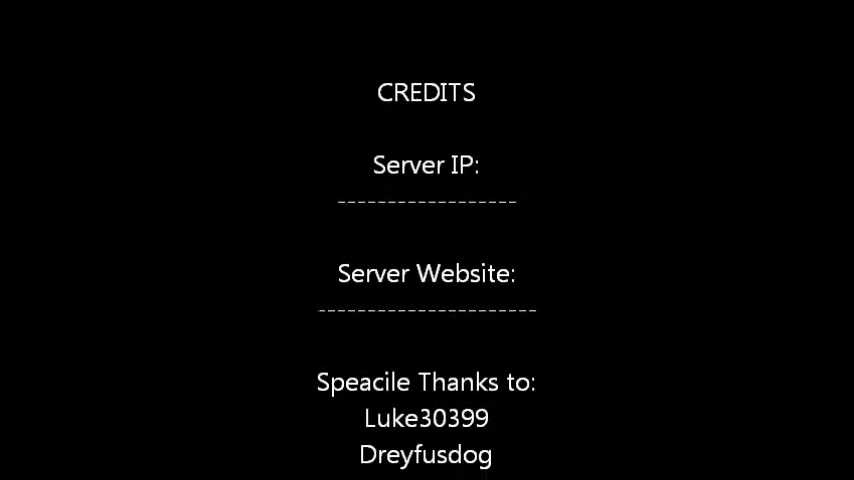 CREDITS
Server IP:
------------------
Server Website:
----------------------
Speacile Thanks to:
Luke30399
Dreyfusdog